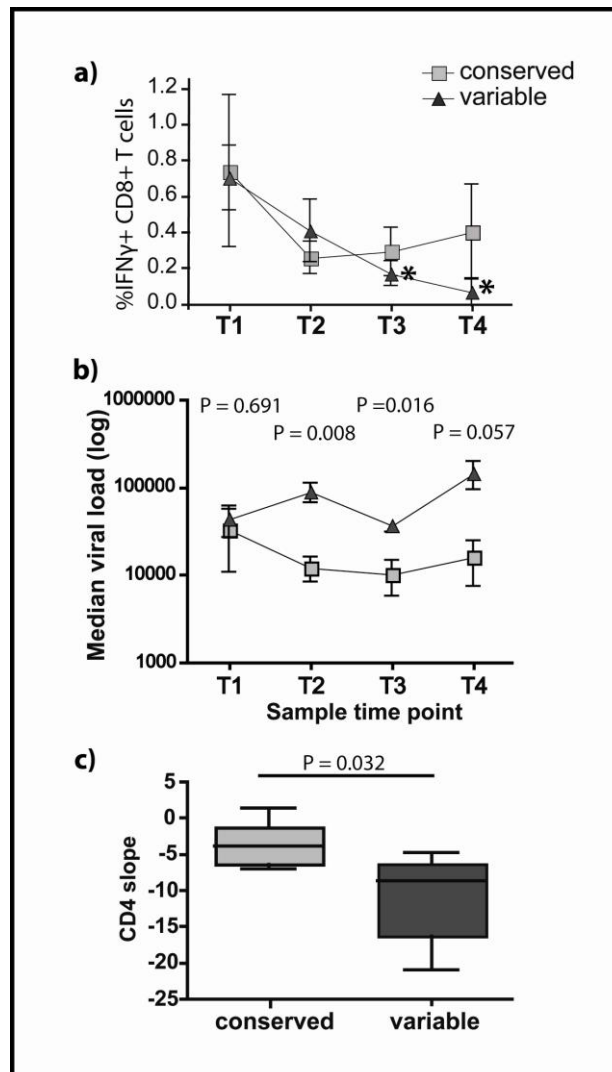 a)
conserved
variable
%IFNγ+ CD8+ T cells
1.2
1.0
0.8
0.6
0.4
0.2
0.0
*
*
T1 T2 T3 T4
b)
Median viral load (log)
1000000
100000
10000
1000
P = 0.691
P = 0.008
P =0.016
P = 0.057
T1 T2 T3 T4
Sample time point
c)
P = 0.032
CD4 slope
5
0
-5
-10
-15
-20
-25
conserved variable